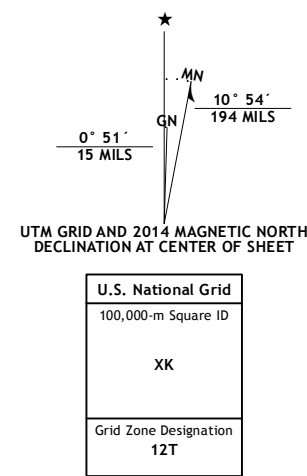 ★
MN
GN
10° 54´
194 MILS
0° 51´
15 MILS
UTM GRID AND 2014 MAGNETIC NORTH
DECLINATION AT CENTER OF SHEET
U.S. National Grid
100,000-m Square ID
XK
Grid Zone Designation
12T